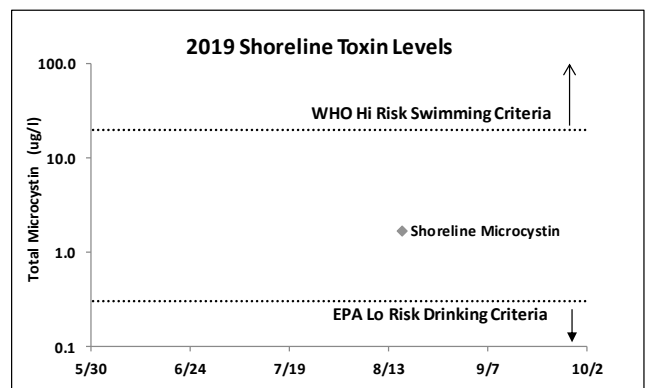 2019 Shoreline Toxin Levels
Total Microcystin (ug/l)
100.0
10.0
1.0
0.1
WHO Hi Risk Swimming Criteria
Shoreline Microcystin
EPA Lo Risk Drinking Criteria
5/30 6/24 7/19 8/13 9/7 10/2